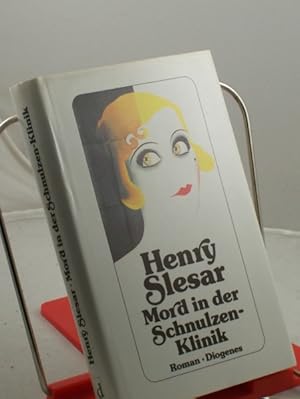 Henry Slesar Mord in der Schnulzen-Klinik
Henry
Slesar
Mord in der
Schnulzen-
Klinik
Roman · Diogenes